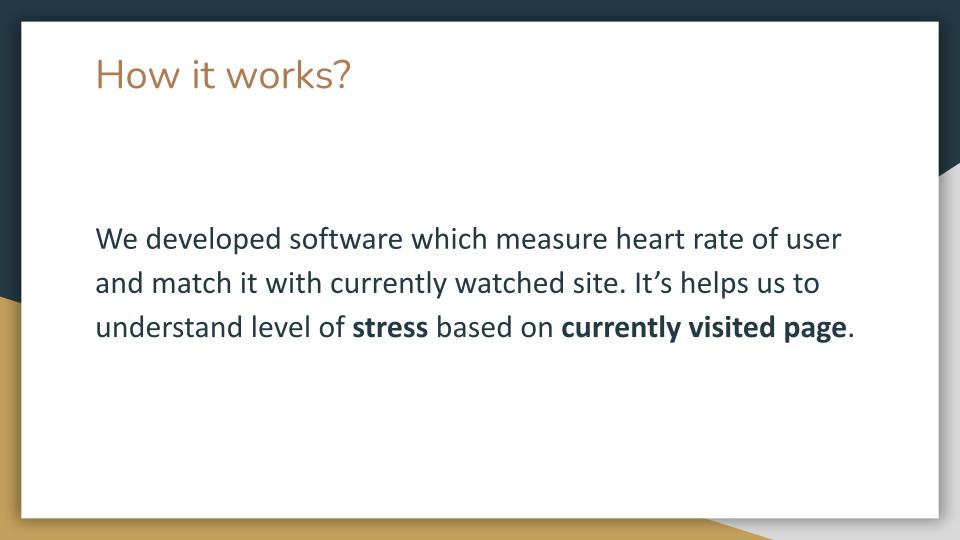 How it works?
We developed software which measure heart rate of user
and match it with currently watched site. It’s helps us to
understand level of stress based on currently visited page.